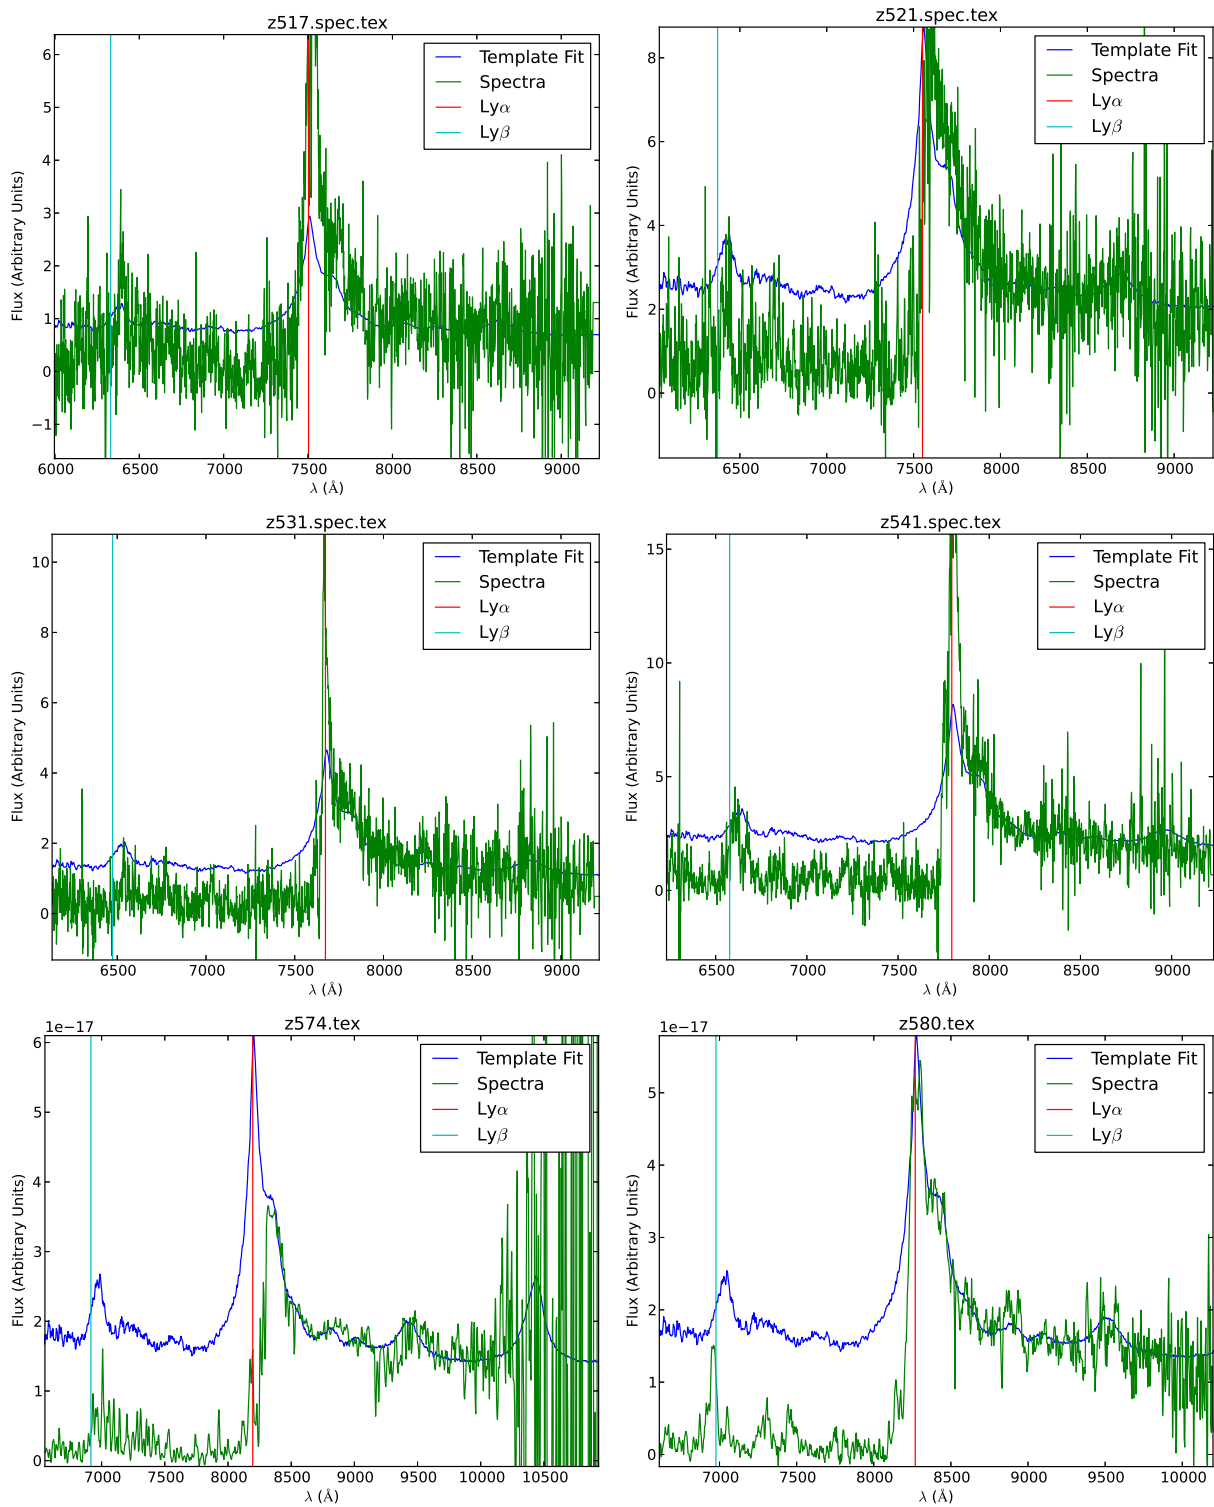 z517.spec.tex
Flux (Arbitrary Units)
6
5
4
3
2
1
0
−1
6000 6500 7000 7500 8000 8500 9000
λ (Å)
Template Fit
Spectra
Lyα
Lyβ
z521.spec.tex
Flux (Arbitrary Units)
8
6
4
2
0
6500 7000 7500 8000 8500 9000
λ (Å)
Template Fit
Spectra
Lyα
Lyβ
z531.spec.tex
Flux (Arbitrary Units)
10
8
6
4
2
0
6500 7000 7500 8000 8500 9000
λ (Å)
Template Fit
Spectra
Lyα
Lyβ
z541.spec.tex
Flux (Arbitrary Units)
15
10
5
0
6500 7000 7500 8000 8500 9000
λ (Å)
Template Fit
Spectra
Lyα
Lyβ
1e−17
z574.tex
Flux (Arbitrary Units)
6
5
4
3
2
1
0
7000 7500 8000 8500 9000 9500 10000 10500
λ (Å)
Template Fit
Spectra
Lyα
Lyβ
1e−17
z580.tex
Flux (Arbitrary Units)
5
4
3
2
1
0
7000 7500 8000 8500 9000 9500 10000
λ (Å)
Template Fit
Spectra
Lyα
Lyβ